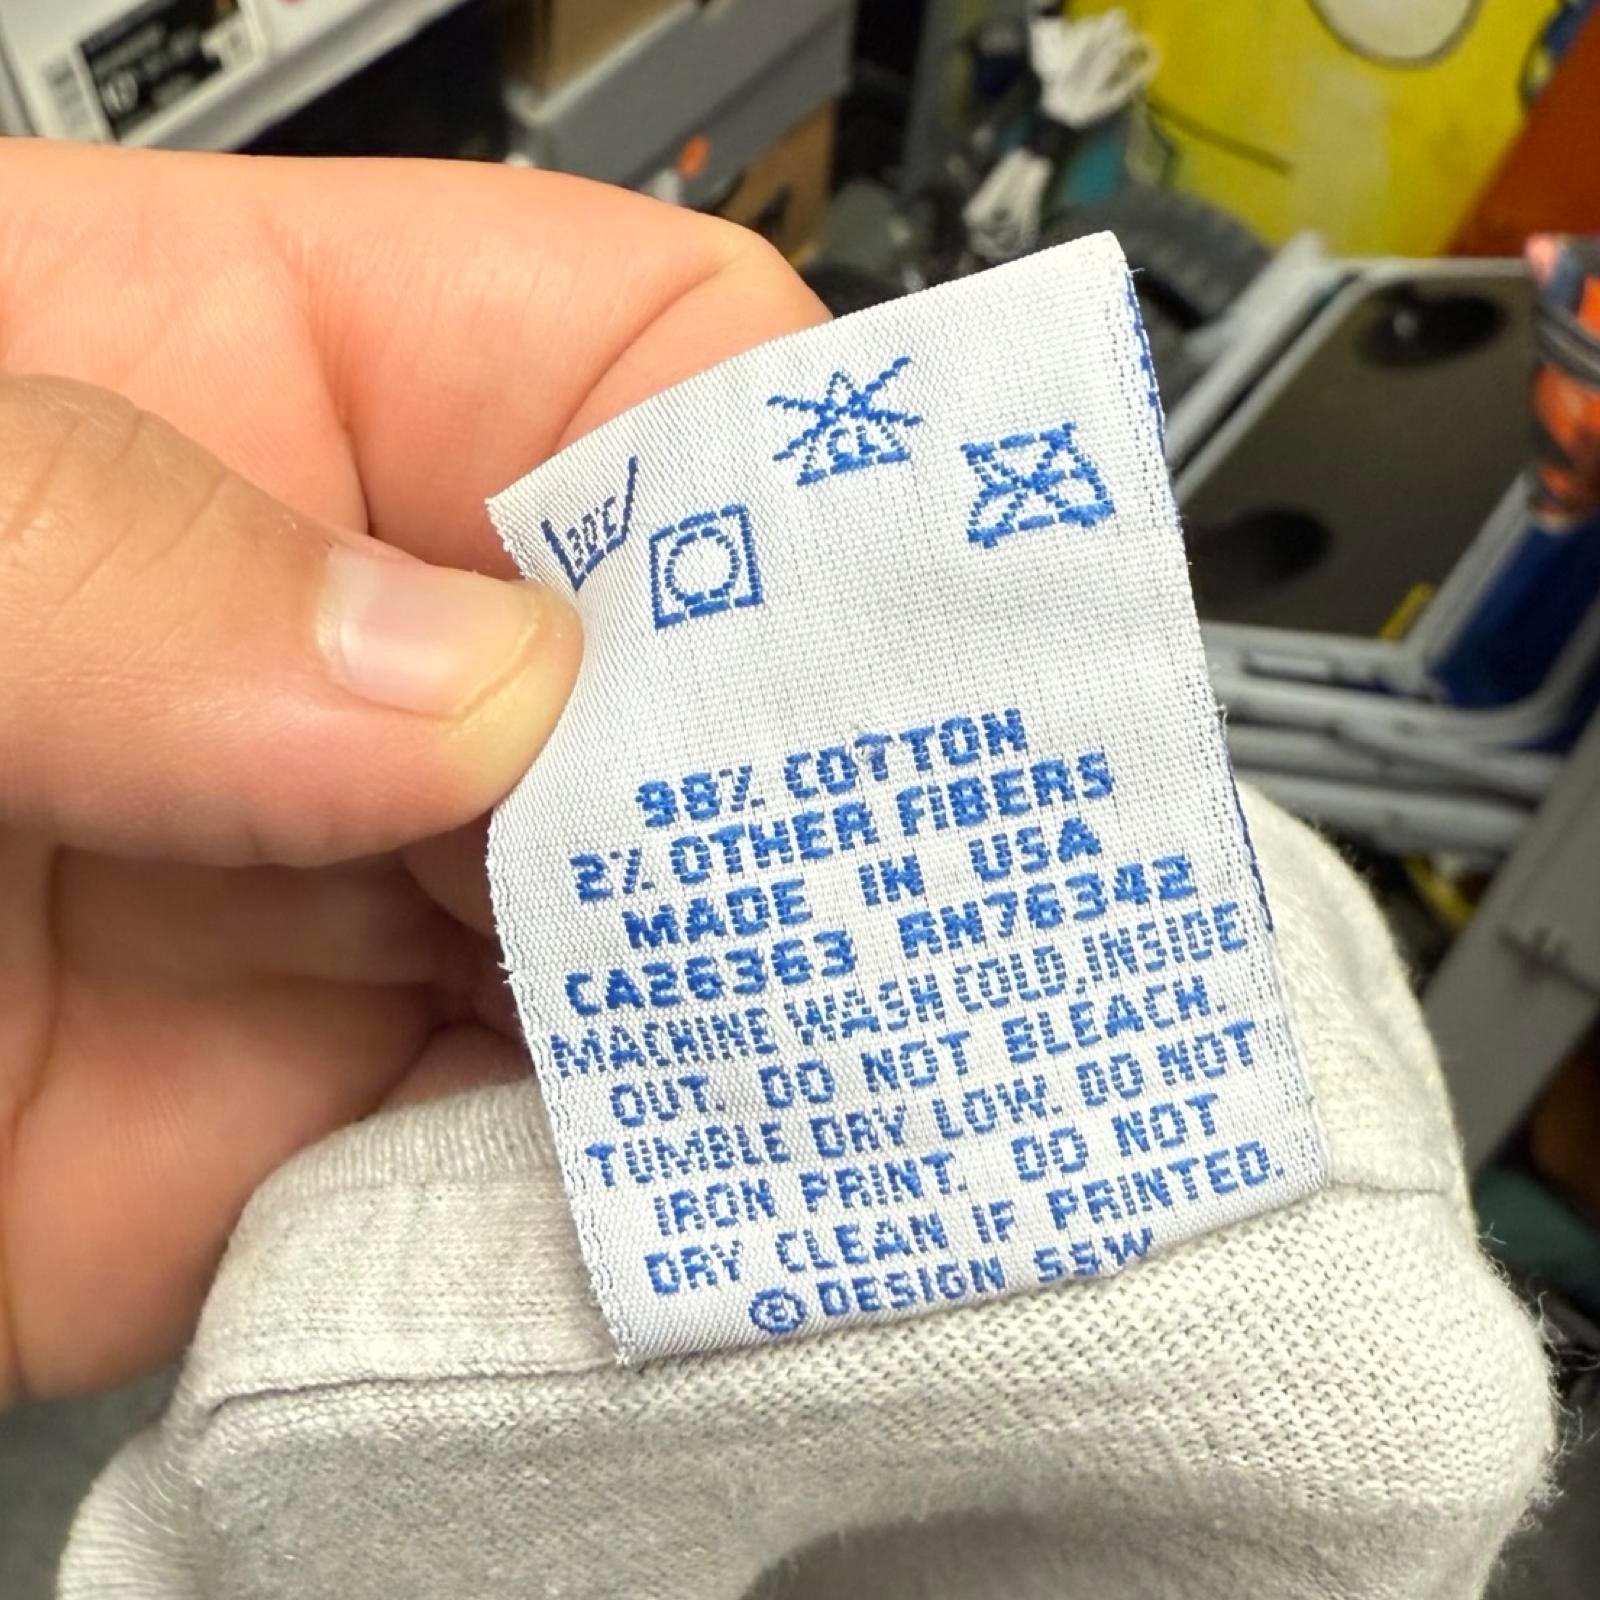 30°C
CL
98% COTTON
2% OTHER FIBERS
MADE IN USA
CA26363 RN76342
MACHINE WASH COLD, INSIDE
OUT. DO NOT BLEACH.
TUMBLE DRY LOW. DO NOT
IRON PRINT. DO NOT
DRY CLEAN IF PRINTED.
© DESIGN SSW